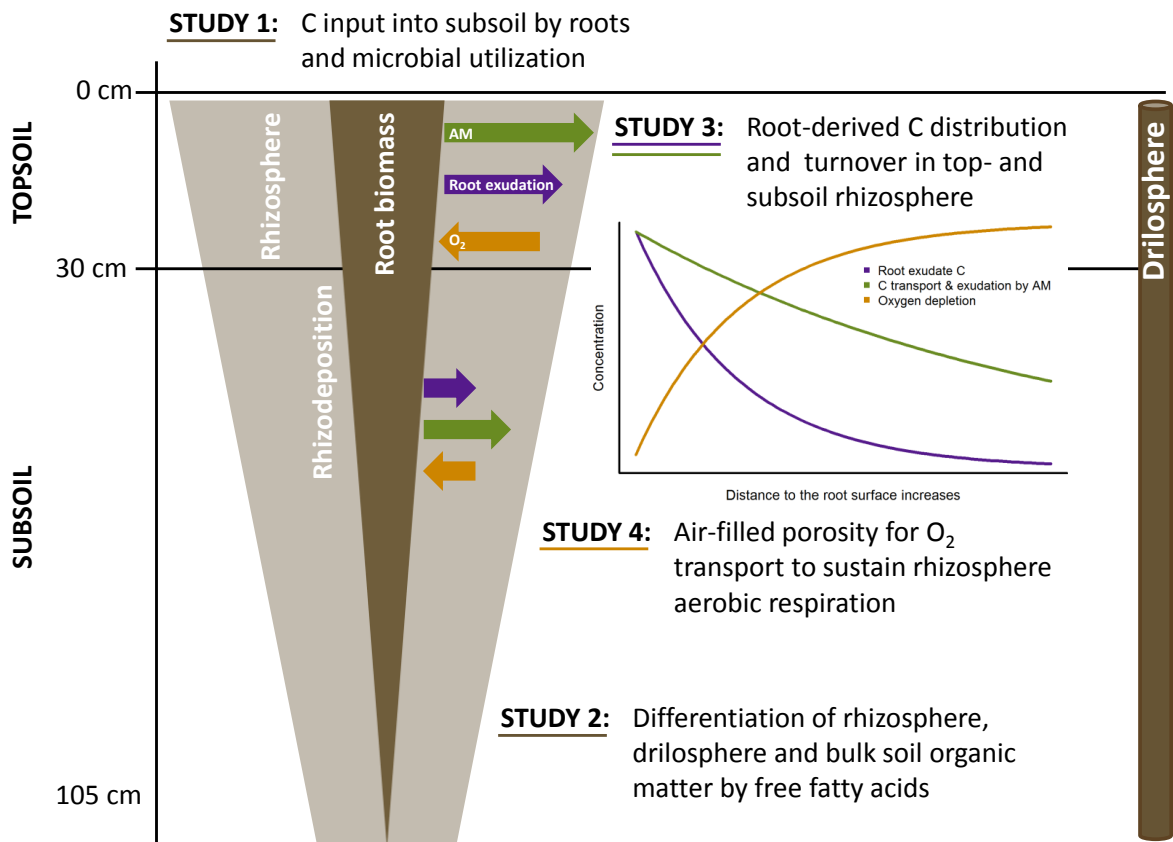 STUDY 1: C input into subsoil by roots
and microbial utilization
0 cm
TOPSOIL
30 cm
SUBSOIL
105 cm
Rhizosphere
Rhizodeposition
Root biomass
AM
Root exudation
O2
STUDY 3: Root-derived C distribution
and turnover in top- and
subsoil rhizosphere
Root exudate C
C transport & exudation by AM
Oxygen depletion
Concentration
Distance to the root surface increases
STUDY 4: Air-filled porosity for O2
transport to sustain rhizosphere
aerobic respiration
STUDY 2: Differentiation of rhizosphere,
drilosphere and bulk soil organic
matter by free fatty acids
Drilosphere